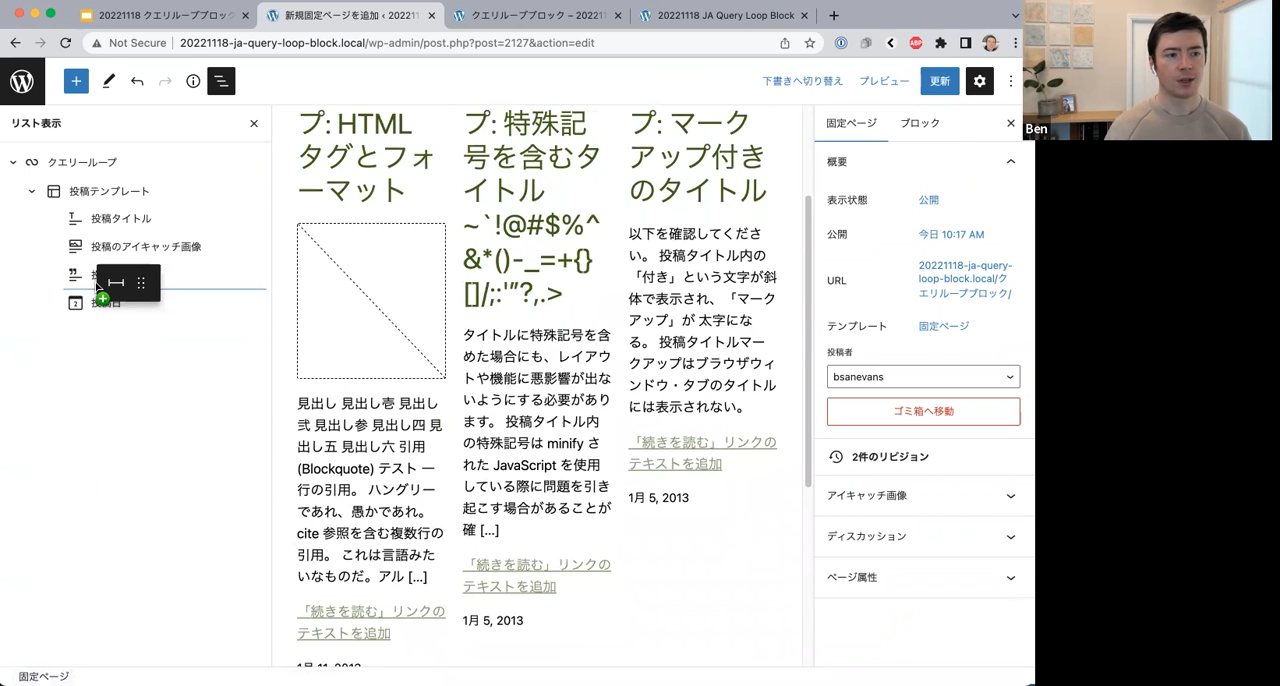 20221118 クエリループブロック
新規固定ページを追加 ‹ 20221
クエリループブロック – 202211
20221118 JA Query Loop Block
Not Secure
20221118-ja-query-loop-block.local/wp-admin/post.php?post=2127&action=edit
ABP
Ben
下書きへ切り替え
プレビュー
更新
リスト表示
クエリーループ
投稿テンプレート
投稿タイトル
投稿のアイキャッチ画像
プ: HTML
タグとフォ
ーマット
見出し 見出し壱 見出し
弐 見出し参 見出し四 見
出し五 見出し六 引用
(Blockquote) テスト 一
行の引用。 ハングリー
であれ、愚かであれ。
cite 参照を含む複数行の
引用。 これは言語みた
いなものだ。アル […]
「続きを読む」リンクの
テキストを追加
1月 11, 2013
プ: 特殊記
号を含むタ
イトル
~`!@#$%^
&*()-_=+{}
[]/;:'"?,.>
タイトルに特殊記号を含
めた場合にも、レイアウ
トや機能に悪影響が出な
いようにする必要があり
ます。 投稿タイトル内
の特殊記号は minify さ
れた JavaScript を使用
している際に問題を引き
起こす場合があることが
確 […]
「続きを読む」リンクの
テキストを追加
1月 5, 2013
プ: マーク
アップ付き
のタイトル
以下を確認してくださ
い。 投稿タイトル内の
「付き」という文字が斜
体で表示され、「マーク
アップ」が 太字にな
る。 投稿タイトルマー
クアップはブラウザウィ
ンドウ・タブのタイトル
には表示されない。
「続きを読む」リンクの
テキストを追加
1月 5, 2013
固定ページ
ブロック
概要
表示状態
公開
公開
今日 10:17 AM
URL
20221118-ja-query-
loop-block.local/ク
エリループブロック/
テンプレート
固定ページ
投稿者
bsanevans
ゴミ箱へ移動
2件のリビジョン
アイキャッチ画像
ディスカッション
ページ属性
固定ページ